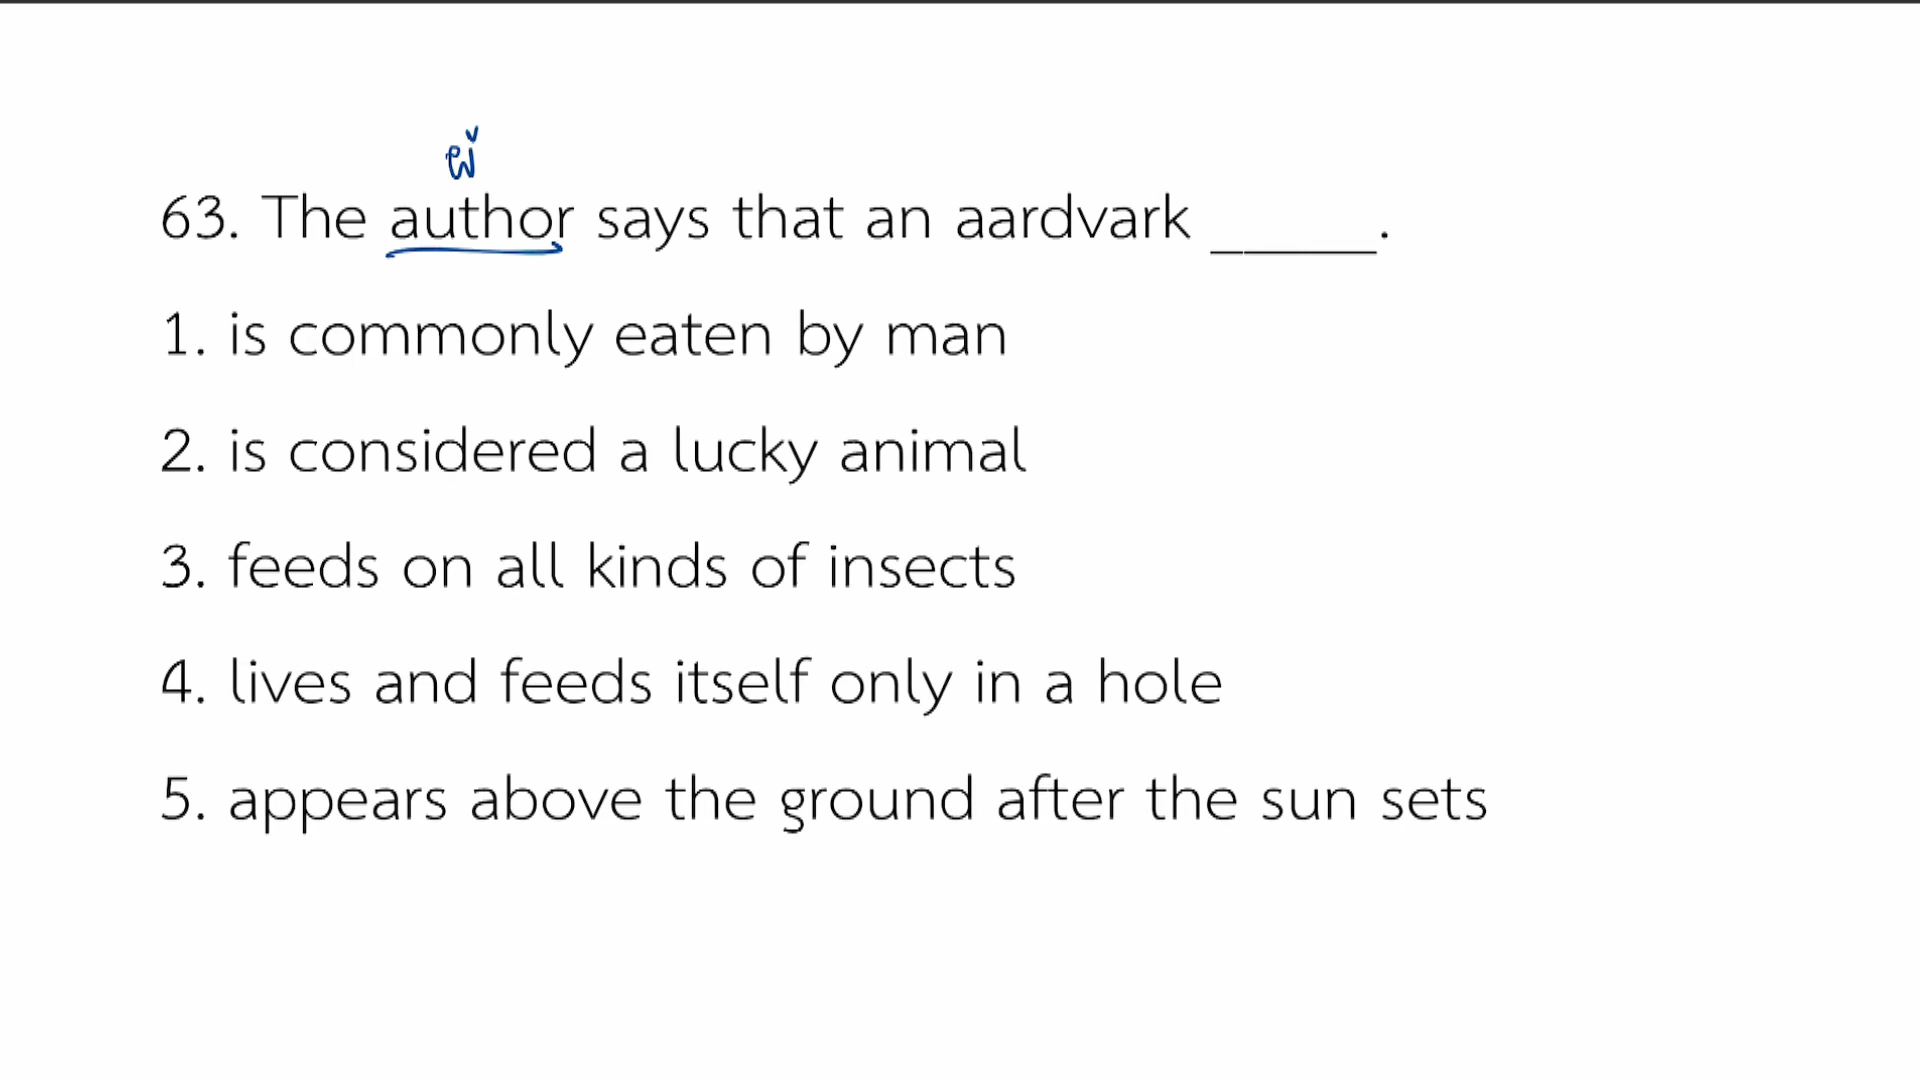 63. The author says that an aardvark _____.
1. is commonly eaten by man
2. is considered a lucky animal
3. feeds on all kinds of insects
4. lives and feeds itself only in a hole
5. appears above the ground after the sun sets